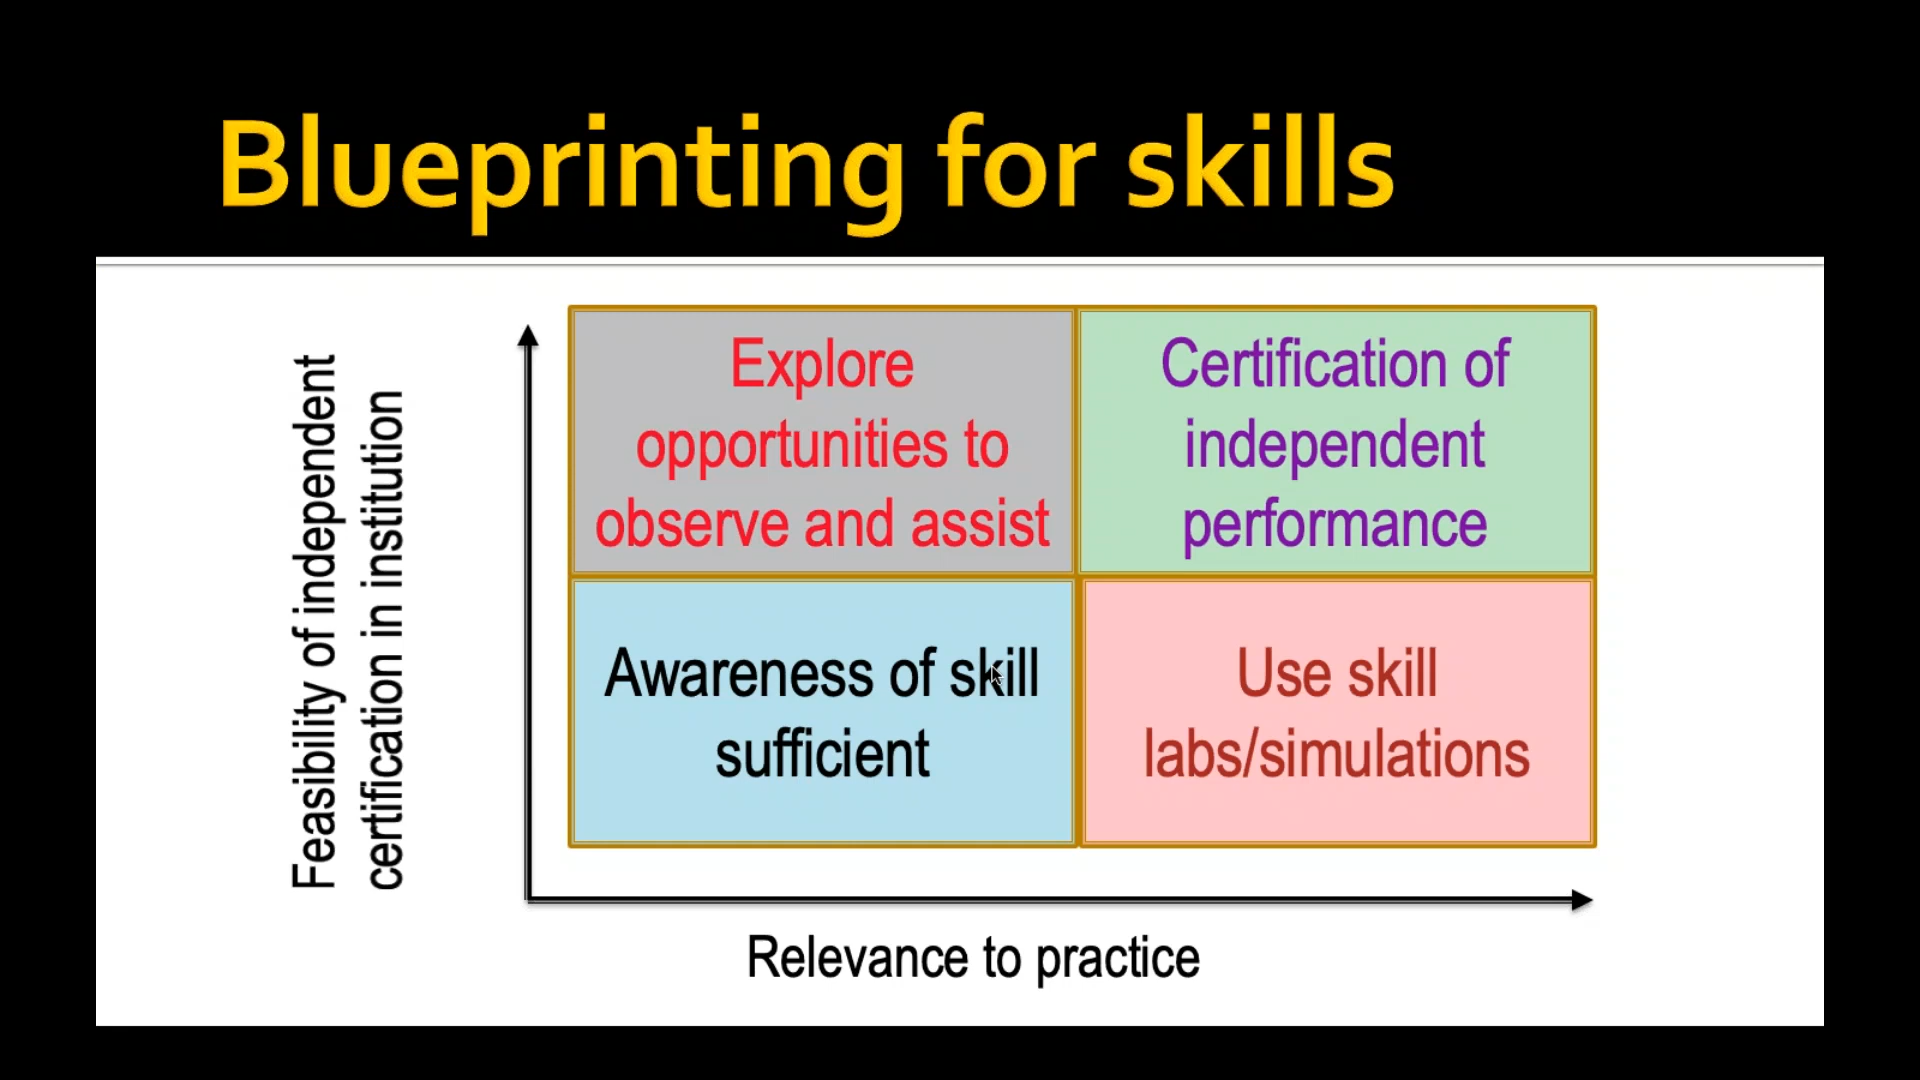 Blueprinting for skills
Feasibility of independent
certification in institution
Explore
opportunities to
observe and assist
Certification of
independent
performance
Awareness of skill
sufficient
Use skill
labs/simulations
Relevance to practice